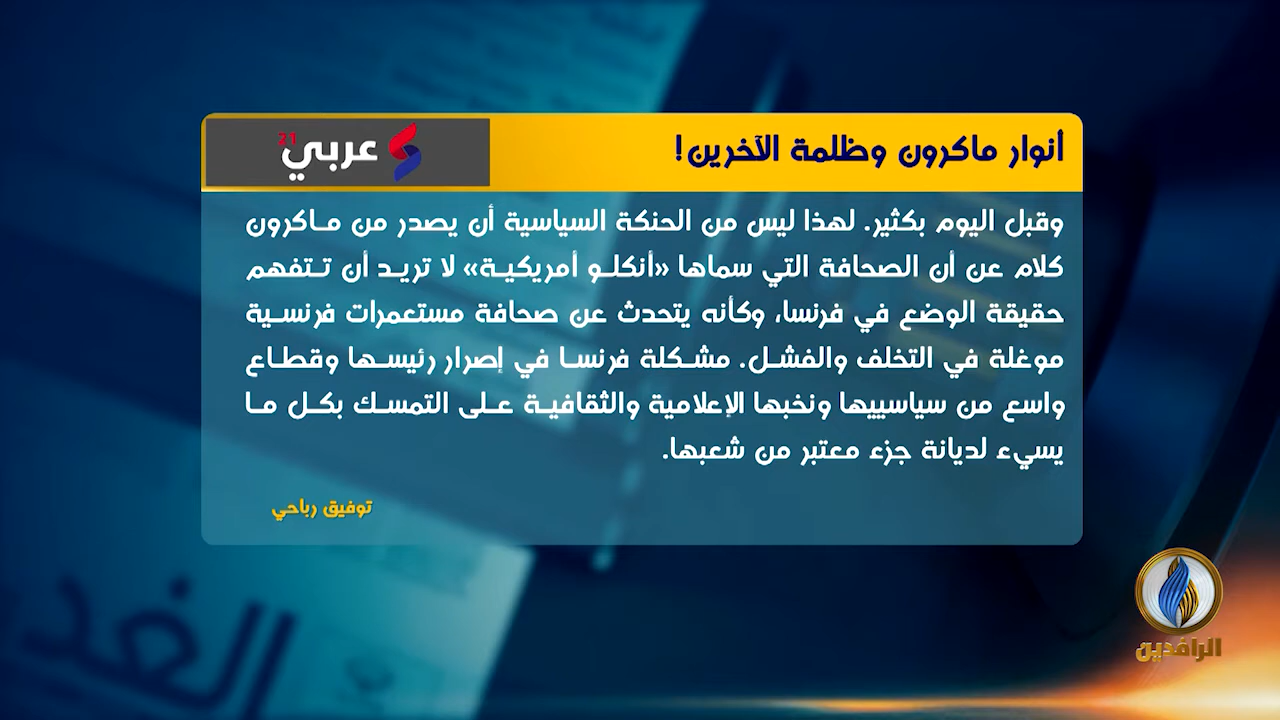 أنوار ماكرون وظلمة الآخرين!
عربي 21
وقبل اليوم بكثير. لهذا ليس من الحنكة السياسية أن يصدر من ماكرون
كلام عن أن الصحافة التي سماها «أنكلو أمريكية» لا تريد أن تتفهم
حقيقة الوضع في فرنسا، وكأنه يتحدث عن صحافة مستعمرات فرنسية
موغلة في التخلف والفشل. مشكلة فرنسا في إصرار رئيسها وقطاع
واسع من سياسييها ونخبها الإعلامية والثقافية على التمسك بكل ما
يسيء لديانة جزء معتبر من شعبها.
توفيق رباحي
الرافدين
الغد